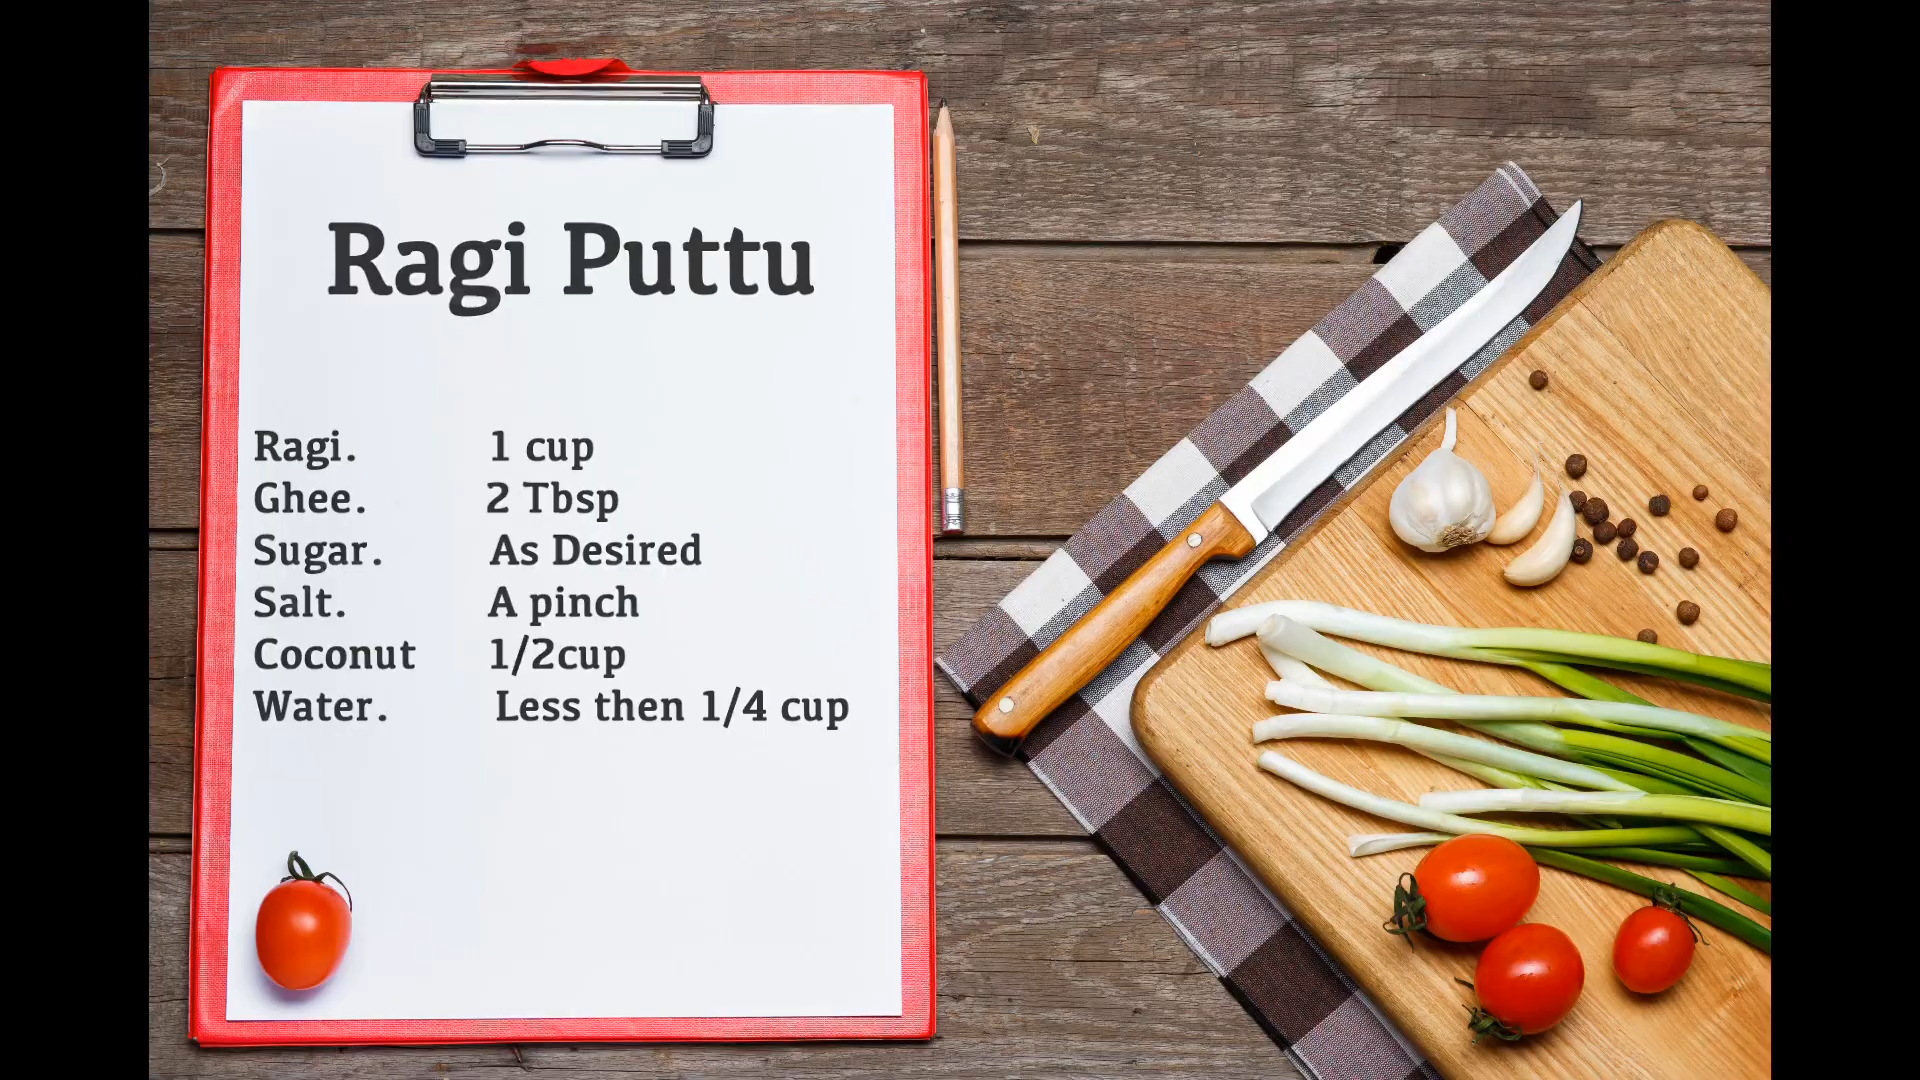 Ragi Puttu
Ragi. 1 cup
Ghee. 2 Tbsp
Sugar. As Desired
Salt. A pinch
Coconut 1/2cup
Water. Less then 1/4 cup